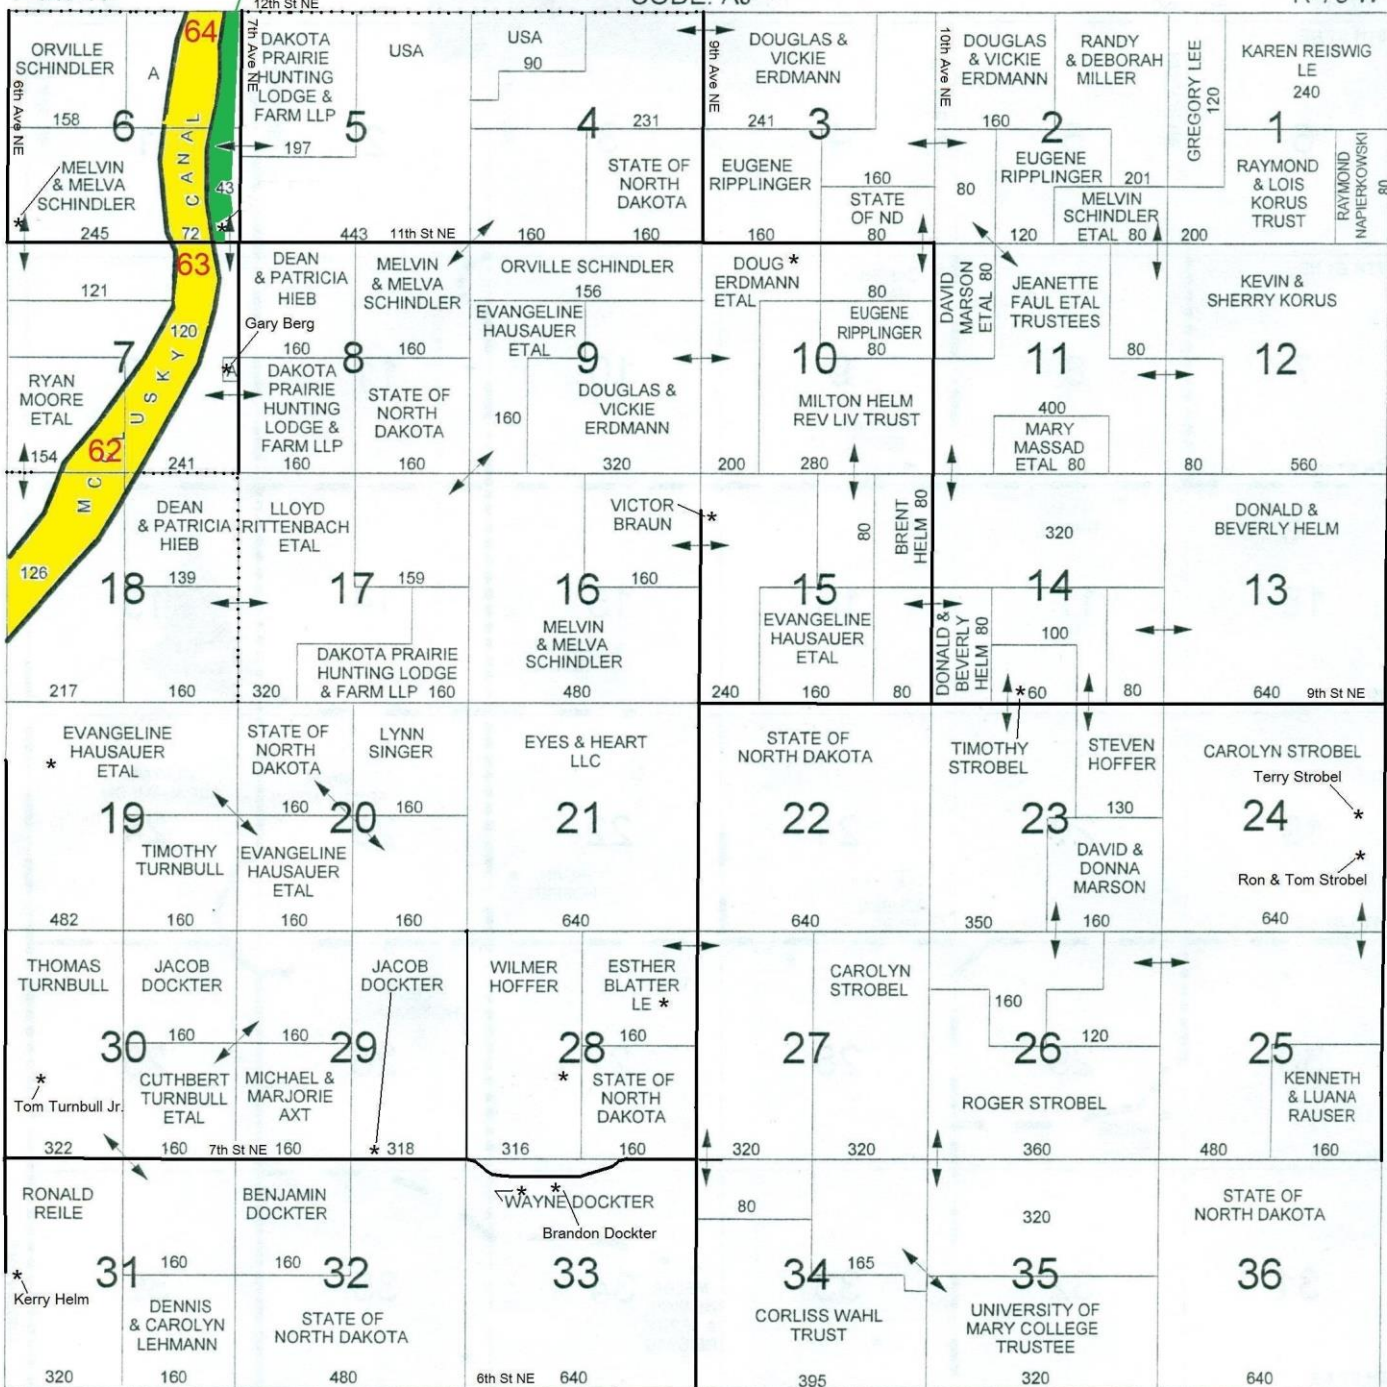 12th St NE
64
7th Ave NE
ORVILLE
SCHINDLER
A
DAKOTA
PRAIRIE
HUNTING
LODGE &
FARM LLP
USA
USA
90
9th Ave NE
DOUGLAS &
VICKIE
ERDMANN
10th Ave NE
DOUGLAS
& VICKIE
ERDMANN
RANDY
& DEBORAH
MILLER
GREGORY LEE
120
KAREN REISWIG
LE
240
6th Ave NE
158
6
5
197
4
231
241
3
160
2
1
MELVIN
& MELVA
SCHINDLER
*
CANAL
43
*
STATE OF
NORTH
DAKOTA
EUGENE
RIPPLINGER
160
STATE
OF ND
80
EUGENE
RIPPLINGER
201
MELVIN
SCHINDLER
ETAL 80
RAYMOND
& LOIS
KORUS
TRUST
RAYMOND
NAPIERKOWSKI
80
245
72
443
11th St NE
160
160
160
80
120
200
63
121
120
DEAN
& PATRICIA
HIEB
MELVIN
& MELVA
SCHINDLER
ORVILLE SCHINDLER
156
EVANGELINE
HAUSAUER
ETAL
DOUG *
ERDMANN
ETAL
80
EUGENE
RIPPLINGER
80
DAVID
MARSON
ETAL 80
JEANETTE
FAUL ETAL
TRUSTEES
KEVIN &
SHERRY KORUS
Gary Berg
*
A
7
160
8
160
9
10
11
80
12
RYAN
MOORE
ETAL
DAKOTA
PRAIRIE
HUNTING
LODGE &
FARM LLP
STATE OF
NORTH
DAKOTA
160
DOUGLAS &
VICKIE
ERDMANN
MILTON HELM
REV LIV TRUST
400
MARY
MASSAD
ETAL 80
154
62
241
160
160
320
200
280
80
560
MC
LUSKY
DEAN
& PATRICIA
HIEB
LLOYD
RITTENBACH
ETAL
VICTOR
BRAUN
*
80
BRENT
HELM 80
320
DONALD &
BEVERLY HELM
126
18
139
17
159
16
160
15
14
13
MELVIN
& MELVA
SCHINDLER
EVANGELINE
HAUSAUER
ETAL
DONALD &
BEVERLY
HELM 80
100
DAKOTA PRAIRIE
HUNTING LODGE
& FARM LLP 160
217
160
320
480
240
160
80
*60
80
640
9th St NE
EVANGELINE
HAUSAUER
ETAL
*
STATE OF
NORTH
DAKOTA
LYNN
SINGER
EYES & HEART
LLC
STATE OF
NORTH DAKOTA
TIMOTHY
STROBEL
STEVEN
HOFFER
CAROLYN STROBEL
Terry Strobel
*
19
160
20
160
21
22
23
130
24
TIMOTHY
TURNBULL
EVANGELINE
HAUSAUER
ETAL
DAVID &
DONNA
MARSON
*
Ron & Tom Strobel
482
160
160
160
640
640
350
160
640
THOMAS
TURNBULL
JACOB
DOCKTER
JACOB
DOCKTER
WILMER
HOFFER
ESTHER
BLATTER
LE *
CAROLYN
STROBEL
160
30
160
160
29
28
160
27
26
120
25
*
Tom Turnbull Jr.
CUTHBERT
TURNBULL
ETAL
MICHAEL &
MARJORIE
AXT
*
STATE OF
NORTH
DAKOTA
ROGER STROBEL
KENNETH
& LUANA
RAUSER
322
160
7th St NE
160
*
318
316
160
320
320
360
480
160
RONALD
REILE
BENJAMIN
DOCKTER
* *
WAYNE DOCKTER
Brandon Dockter
80
320
STATE OF
NORTH DAKOTA
31
160
160
32
33
34
165
35
36
*
Kerry Helm
DENNIS
& CAROLYN
LEHMANN
STATE OF
NORTH DAKOTA
CORLISS WAHL
TRUST
UNIVERSITY OF
MARY COLLEGE
TRUSTEE
320
160
480
6th St NE
640
395
320
640